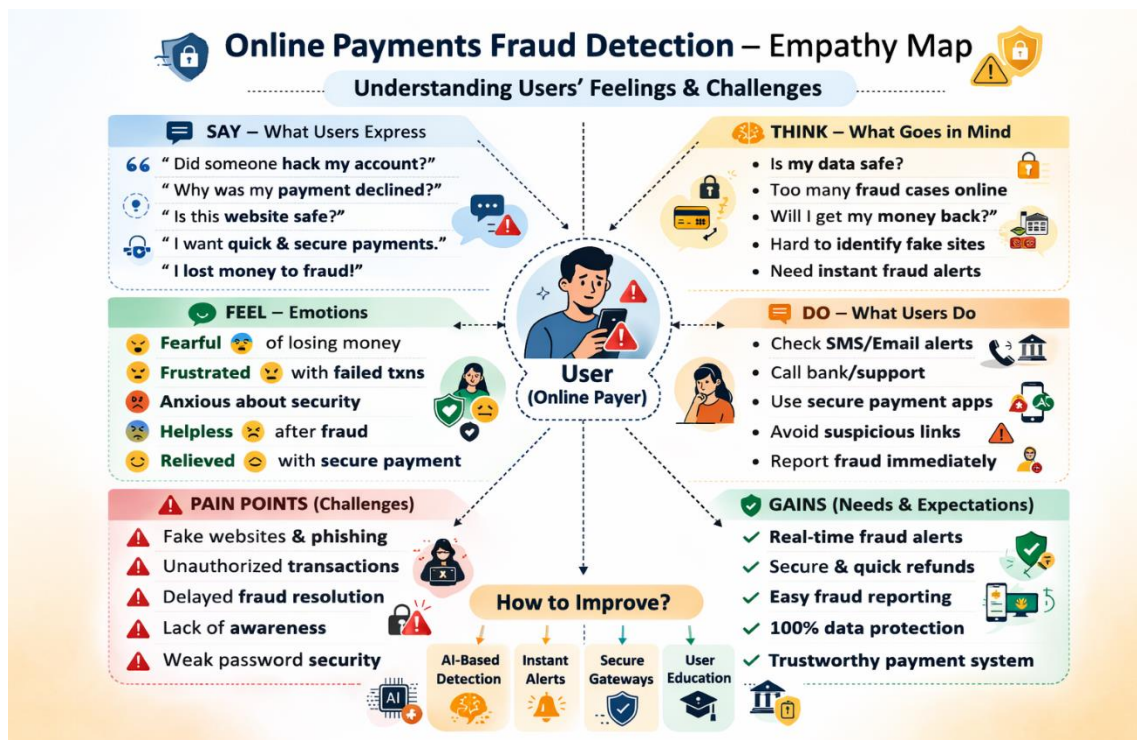 Online Payments Fraud Detection – Empathy Map
Understanding Users' Feelings & Challenges
SAY – What Users Express
“ Did someone hack my account?”
“ Why was my payment declined?”
“ Is this website safe?”
“ I want quick & secure payments.”
“ I lost money to fraud!”
THINK – What Goes in Mind
• Is my data safe?
• Too many fraud cases online
• Will I get my money back?”
• Hard to identify fake sites
• Need instant fraud alerts
FEEL – Emotions
Fearful of losing money
Frustrated with failed txns
Anxious about security
Helpless after fraud
Relieved with secure payment
User
(Online Payer)
DO – What Users Do
• Check SMS/Email alerts
• Call bank/support
• Use secure payment apps
• Avoid suspicious links
• Report fraud immediately
PAIN POINTS (Challenges)
Fake websites & phishing
Unauthorized transactions
Delayed fraud resolution
Lack of awareness
Weak password security
GAINS (Needs & Expectations)
✓ Real-time fraud alerts
✓ Secure & quick refunds
✓ Easy fraud reporting
✓ 100% data protection
✓ Trustworthy payment system
How to Improve?
AI-Based
Detection
Instant
Alerts
Secure
Gateways
User
Education
AI